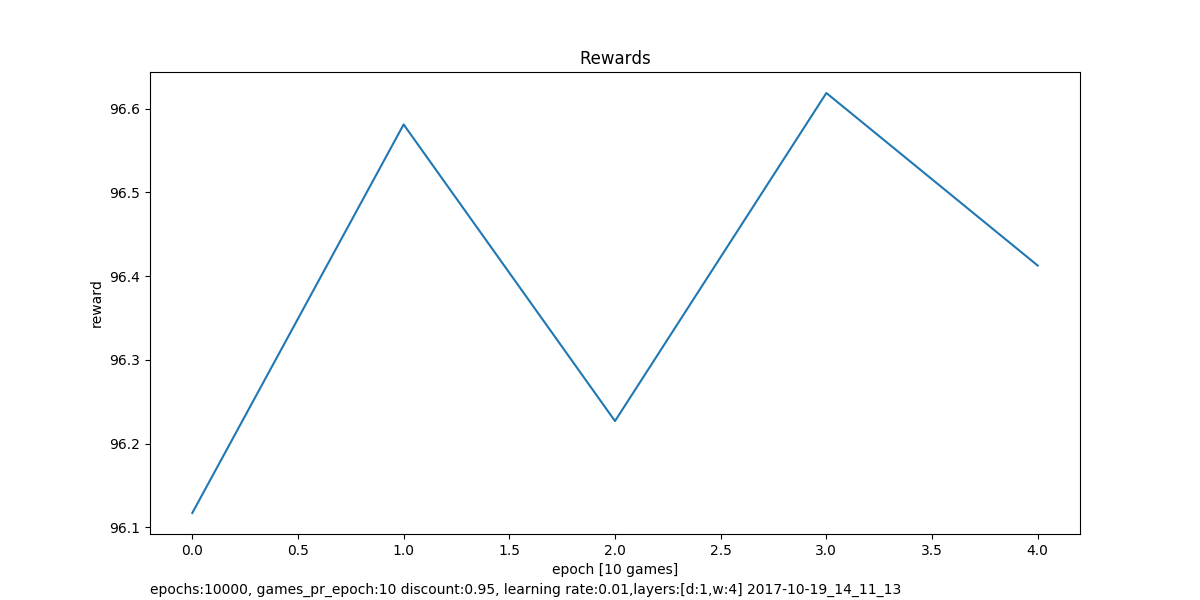 Rewards
reward
96.6
96.5
96.4
96.3
96.2
96.1
0.0 0.5 1.0 1.5 2.0 2.5 3.0 3.5 4.0
epoch [10 games]
epochs:10000, games_pr_epoch:10 discount:0.95, learning rate:0.01,layers:[d:1,w:4] 2017-10-19_14_11_13